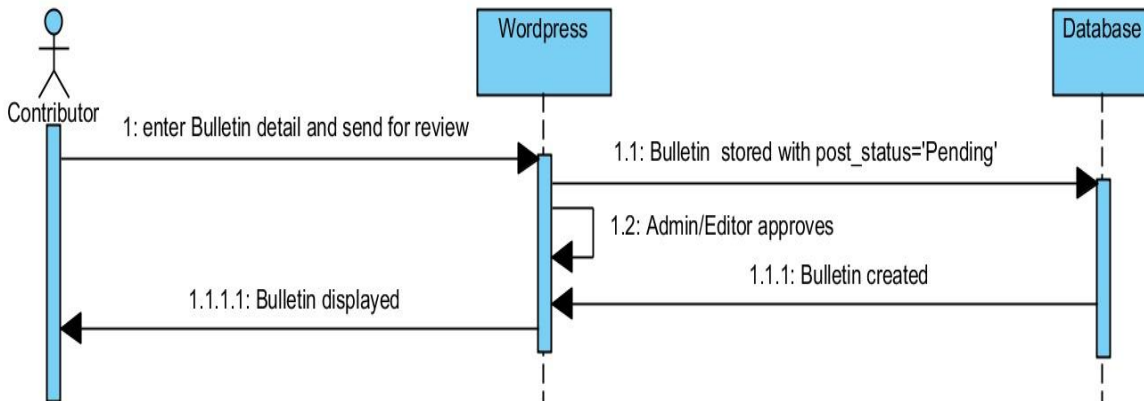 Wordpress
Database
Contributor
1: enter Bulletin detail and send for review
1.1: Bulletin  stored with post_status='Pending'
1.2: Admin/Editor approves
1.1.1: Bulletin created
1.1.1.1: Bulletin displayed